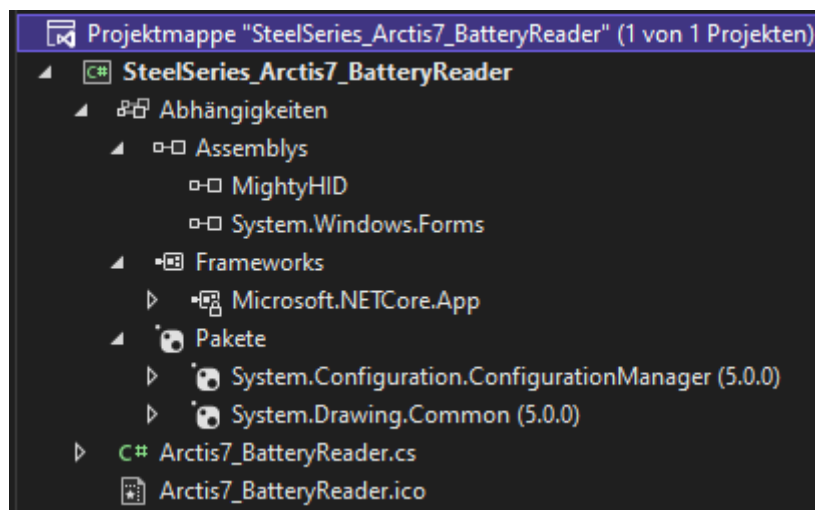 Projektmappe "SteelSeries_Arctis7_BatteryReader" (1 von 1 Projekten)
C# SteelSeries_Arctis7_BatteryReader
Abhängigkeiten
Assemblys
MightyHID
System.Windows.Forms
Frameworks
Microsoft.NETCore.App
Pakete
System.Configuration.ConfigurationManager (5.0.0)
System.Drawing.Common (5.0.0)
C# Arctis7_BatteryReader.cs
Arctis7_BatteryReader.ico